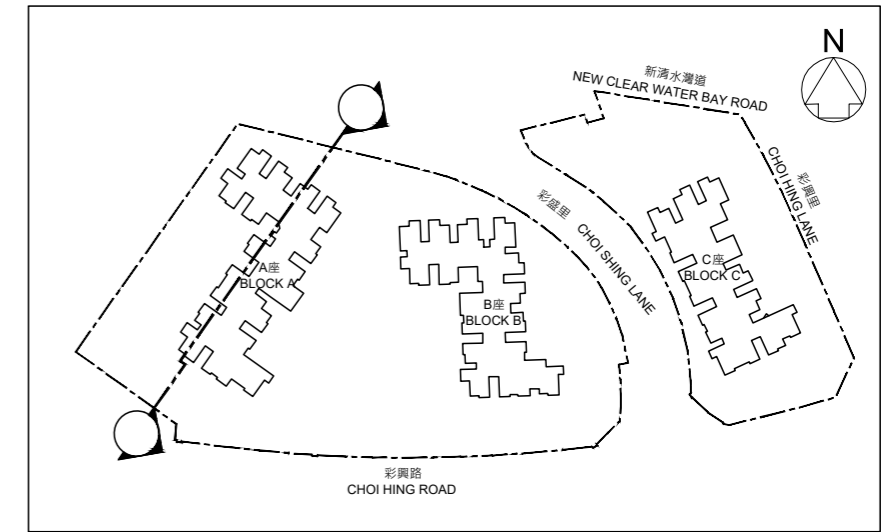 N
新清水灣道
NEW CLEAR WATER BAY ROAD
彩興里
CHOI HING LANE
彩盛里
CHOI SHING LANE
A座
BLOCK A
B座
BLOCK B
C座
BLOCK C
彩興路
CHOI HING ROAD